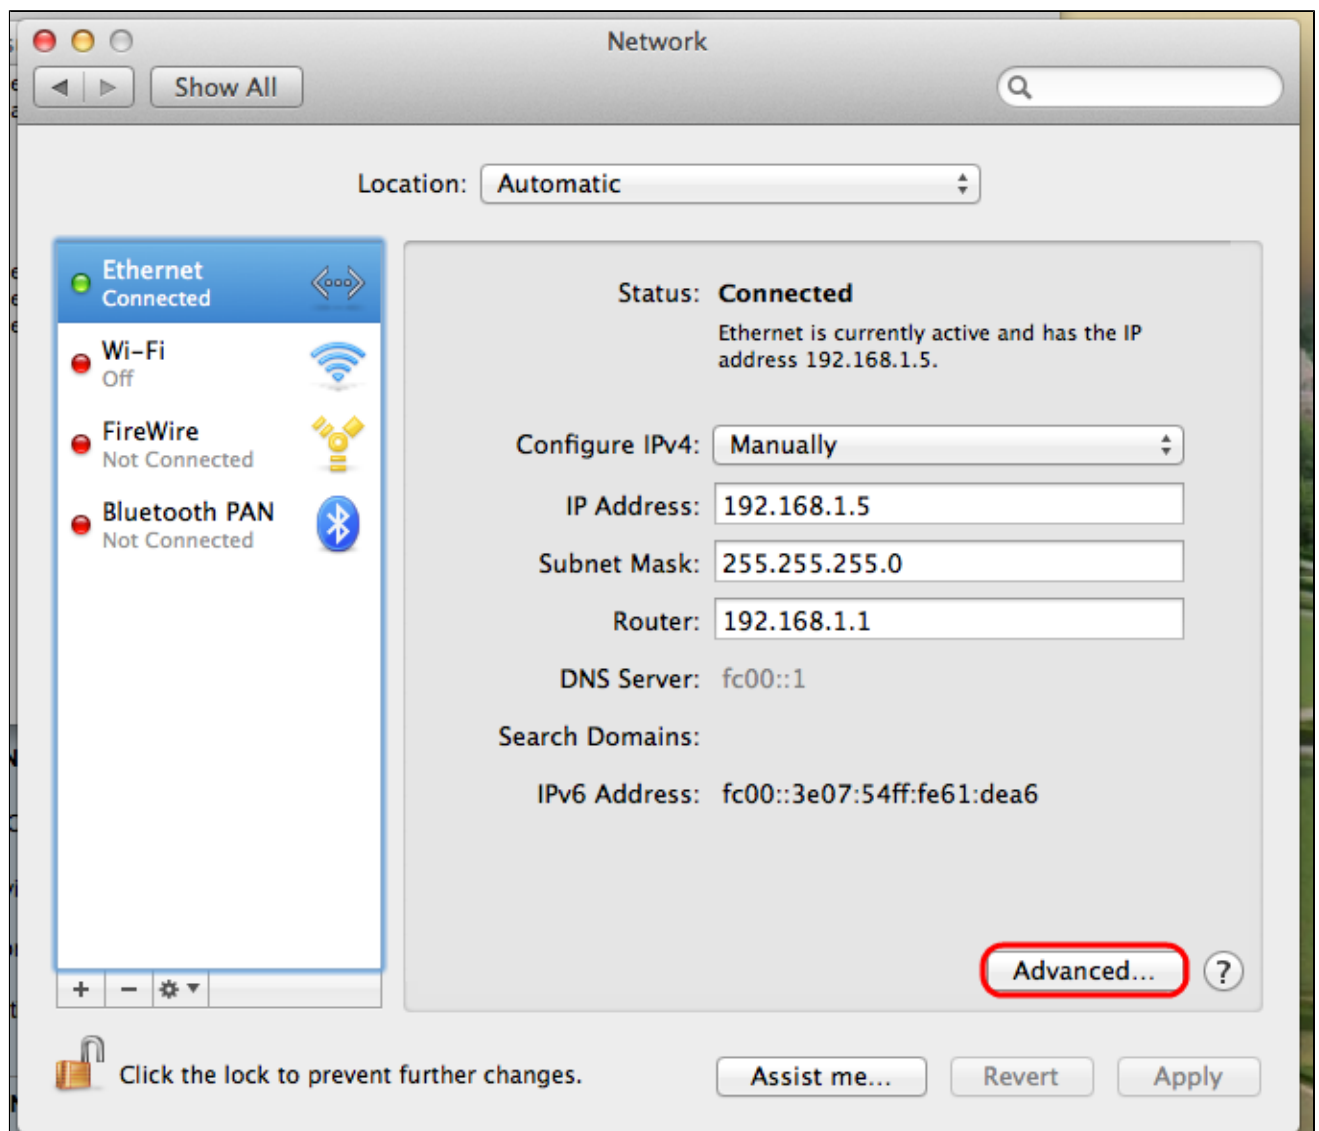 Network
Show All
Location: Automatic
Ethernet
Connected
Wi-Fi
Off
FireWire
Not Connected
Bluetooth PAN
Not Connected
Status: Connected
Ethernet is currently active and has the IP
address 192.168.1.5.
Configure IPv4: Manually
IP Address: 192.168.1.5
Subnet Mask: 255.255.255.0
Router: 192.168.1.1
DNS Server: fc00::1
Search Domains:
IPv6 Address: fc00::3e07:54ff:fe61:dea6
Advanced... ?
Click the lock to prevent further changes.
Assist me... Revert Apply